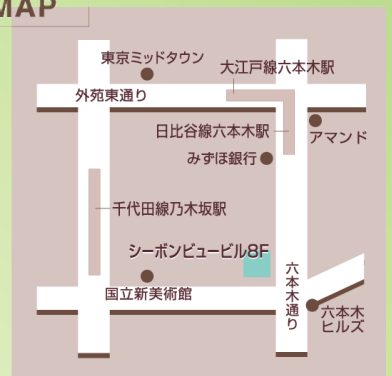 MAP
東京ミッドタウン
大江戸線六本木駅
外苑東通り
日比谷線六本木駅
アマンド
みずほ銀行
千代田線乃木坂駅
シーボンビュービル8F
国立新美術館
六本木通り
六本木
ヒルズ